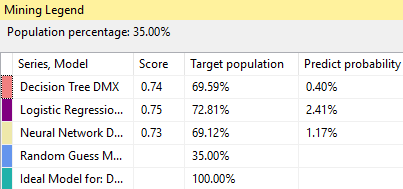 Mining Legend
Population percentage: 35.00%
Series, Model Score Target population Predict probability
Decision Tree DMX 0.74 69.59% 0.40%
Logistic Regressio... 0.75 72.81% 2.41%
Neural Network D... 0.73 69.12% 1.17%
Random Guess M... 35.00%
Ideal Model for: D... 100.00%